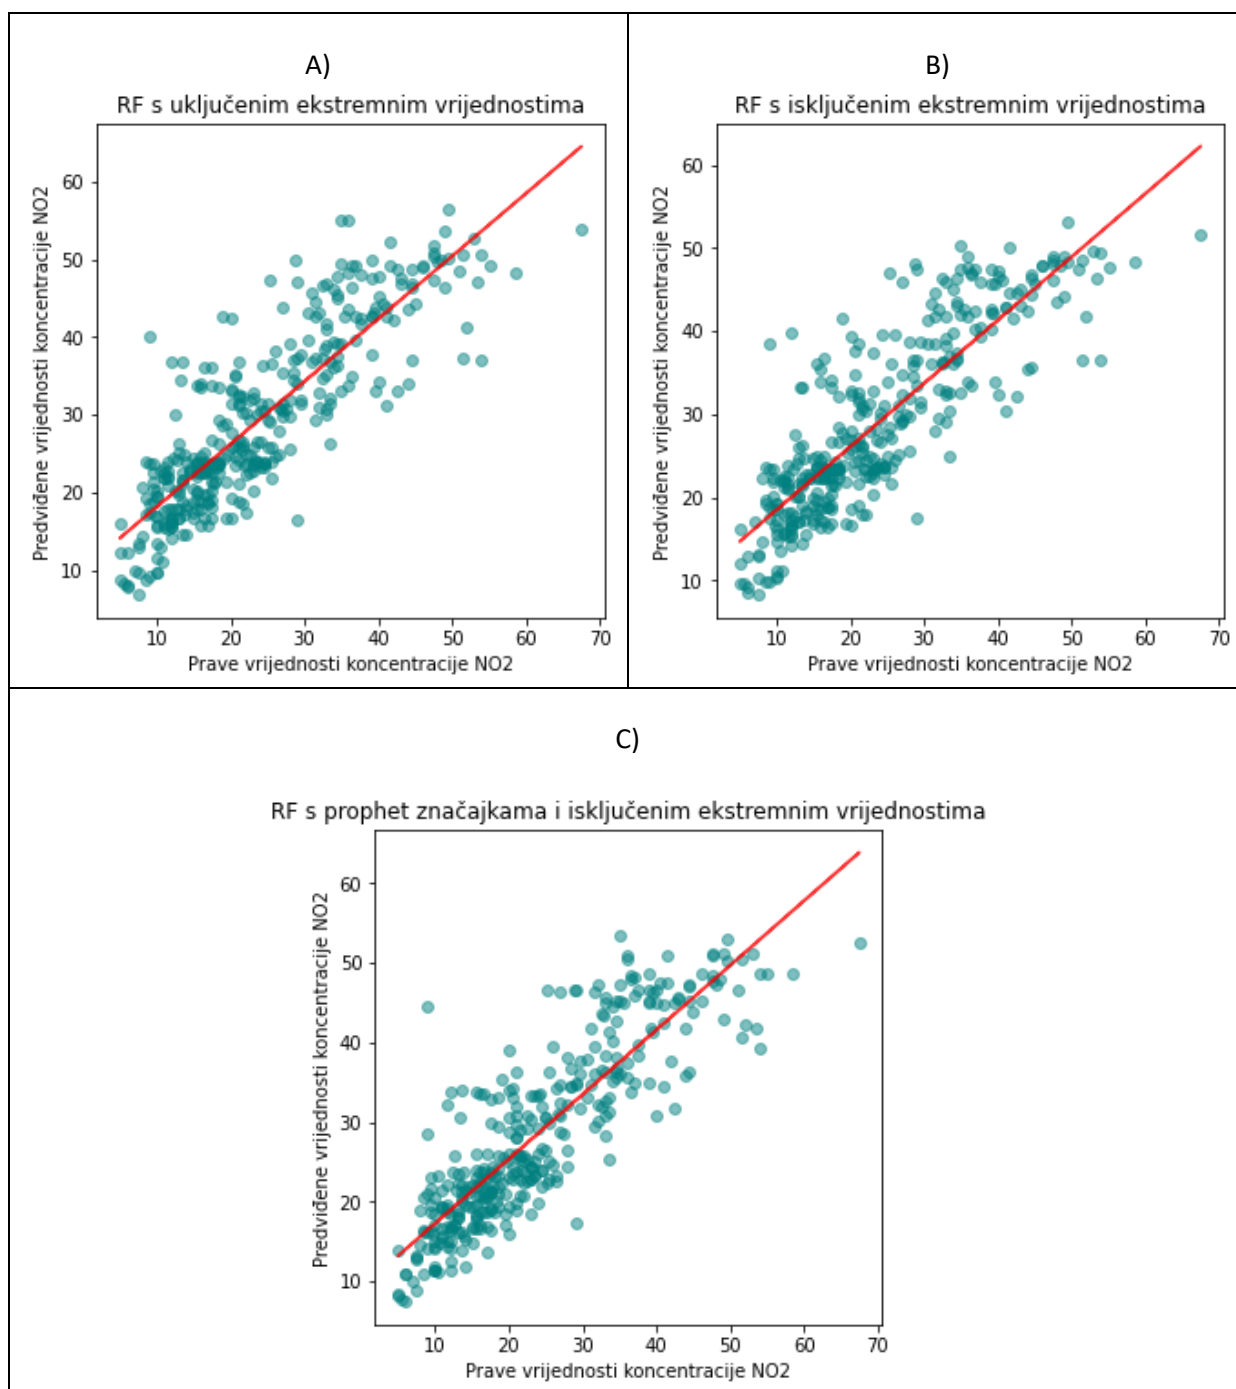 A)
RF s uključenim ekstremnim vrijednostima
Predviđene vrijednosti koncentracije NO2
60
50
40
30
20
10
10 20 30 40 50 60 70
Prave vrijednosti koncentracije NO2
B)
RF s isključenim ekstremnim vrijednostima
Predviđene vrijednosti koncentracije NO2
60
50
40
30
20
10
10 20 30 40 50 60 70
Prave vrijednosti koncentracije NO2
C)
RF s prophet značajkama i isključenim ekstremnim vrijednostima
Predviđene vrijednosti koncentracije NO2
60
50
40
30
20
10
10 20 30 40 50 60 70
Prave vrijednosti koncentracije NO2